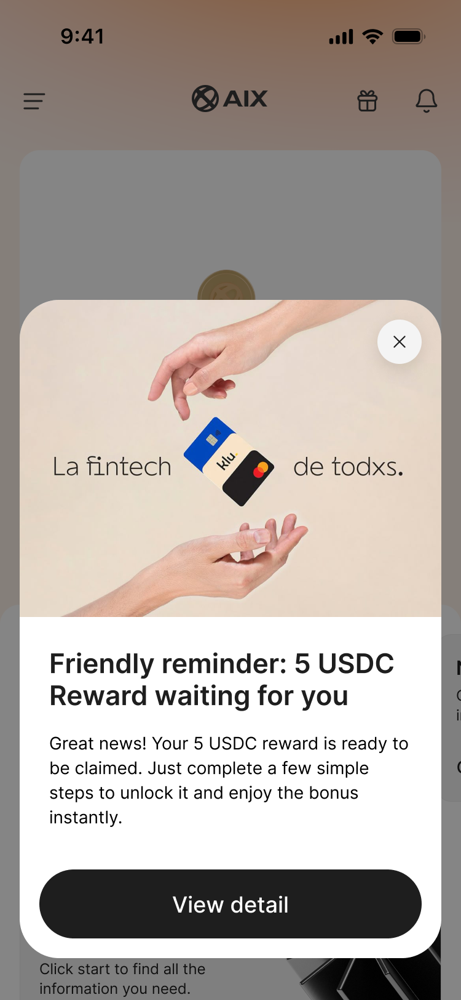 9:41
AIX
La fintech
klu.
de todxs.
Friendly reminder: 5 USDC
Reward waiting for you
Great news! Your 5 USDC reward is ready to
be claimed. Just complete a few simple
steps to unlock it and enjoy the bonus
instantly.
View detail
Click start to find all the
information you need.